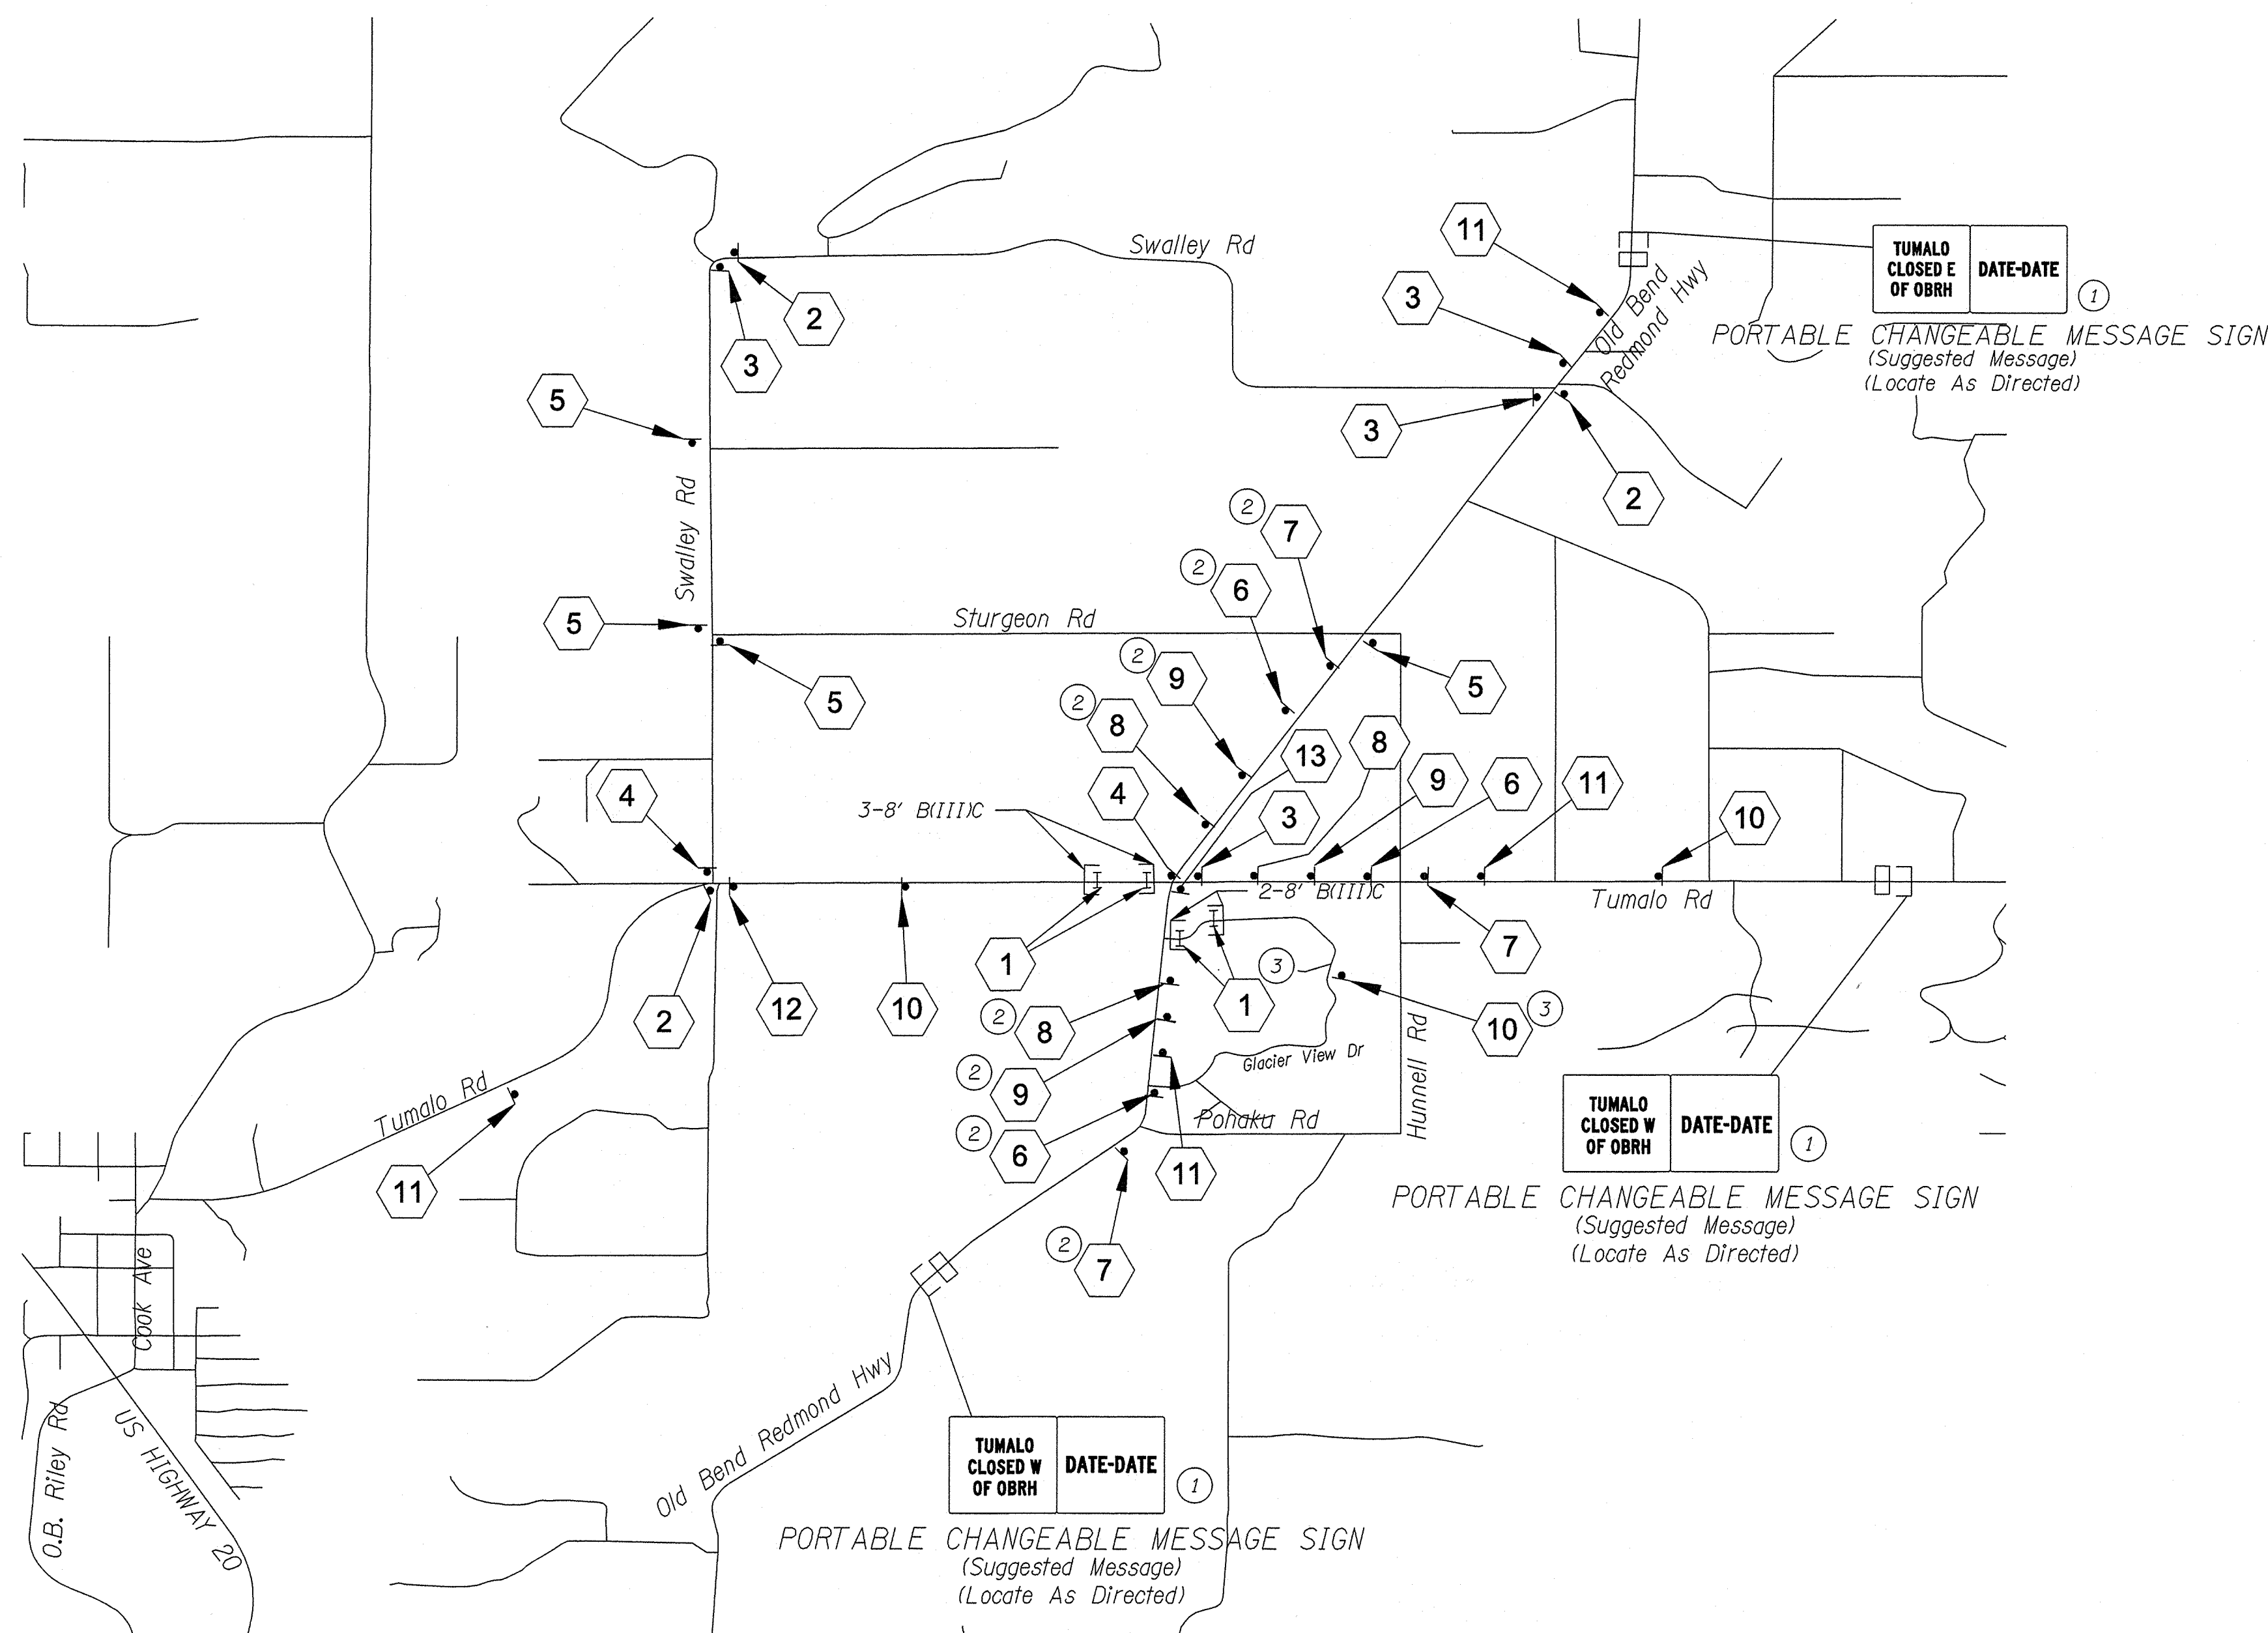 Swalley Rd
11
3
Old Bend
Redmond Hwy
TUMALO
CLOSED E
OF OBRH
DATE-DATE
1
PORTABLE CHANGEABLE MESSAGE SIGN
(Suggested Message)
(Locate As Directed)
2
3
5
3
2
Swalley Rd
2
7
2
6
5
Sturgeon Rd
2
9
5
5
2
8
13
8
4
4
3-8' B(III)C
3
9
6
11
10
2-8' B(III)C
Tumalo Rd
1
7
3
1
2
12
10
2
8
10
3
2
9
Glacier View Dr
Hunnell Rd
Tumalo Rd
11
2
6
Pohaku Rd
11
TUMALO
CLOSED W
OF OBRH
DATE-DATE
1
PORTABLE CHANGEABLE MESSAGE SIGN
(Suggested Message)
(Locate As Directed)
2
7
Cook Ave
O.B. Riley Rd
US HIGHWAY 20
Old Bend Redmond Hwy
TUMALO
CLOSED W
OF OBRH
DATE-DATE
1
PORTABLE CHANGEABLE MESSAGE SIGN
(Suggested Message)
(Locate As Directed)